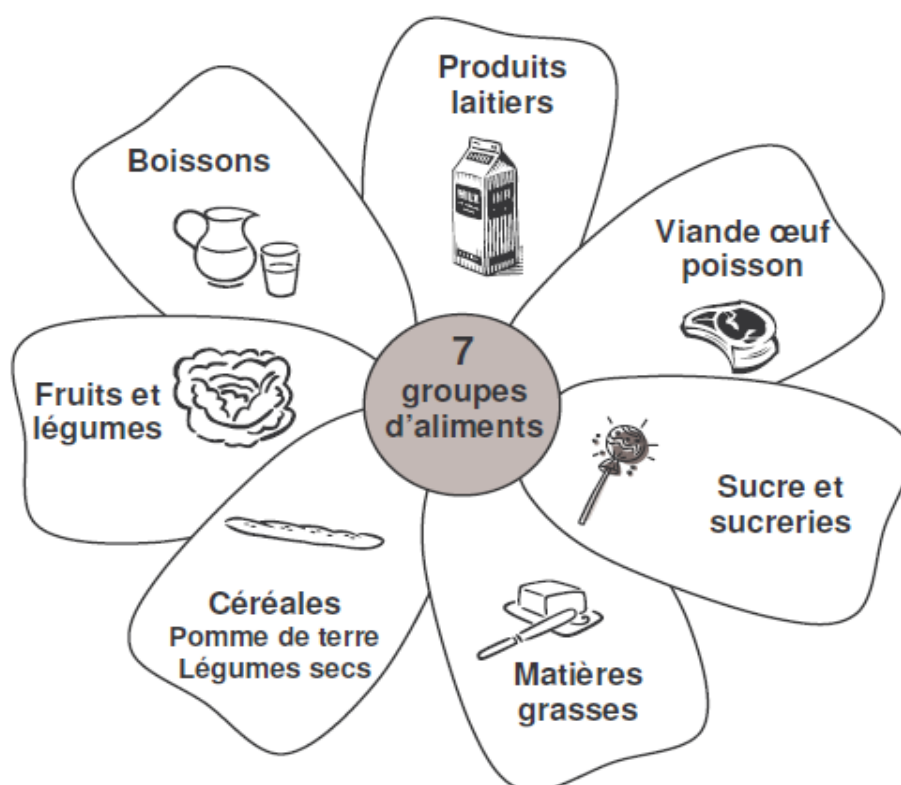 Produits
laitiers
Boissons
Viande œuf
poisson
7
groupes
d'aliments
Fruits et
légumes
Sucre et
sucreries
Céréales
Pomme de terre
Légumes secs
Matières
grasses
MILK